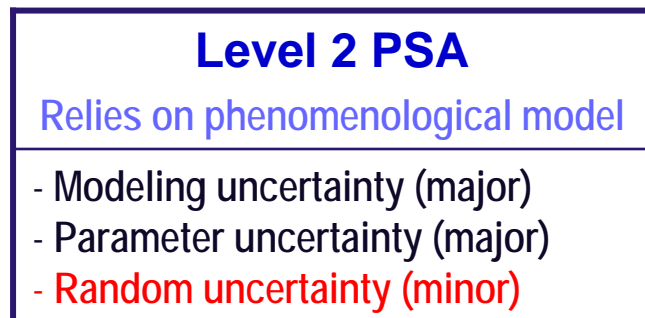 Level 2 PSA
Relies on phenomenological model
- Modeling uncertainty (major)
- Parameter uncertainty (major)
- Random uncertainty (minor)